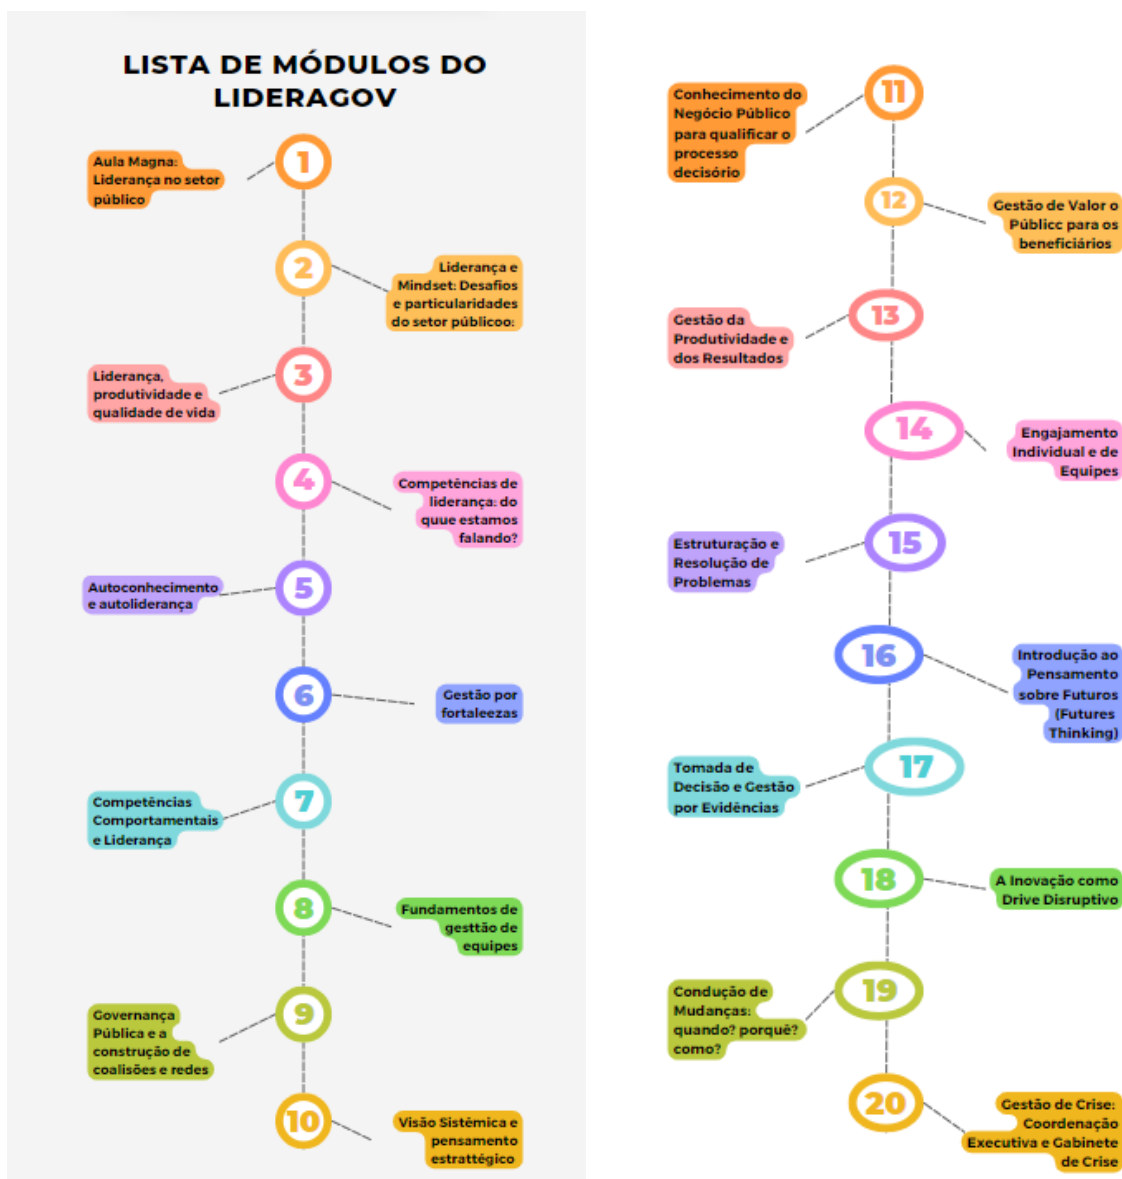 LISTA DE MÓDULOS DO
LIDERAGOV
1
Aula Magna:
Liderança no setor
público
2
Liderança e
Mindset: Desafios
e particularidades
do setor públicoo:
3
Liderança,
produtividade e
qualidade de vida
4
Competências de
liderança: do
quue estamos
falando?
5
Autoconhecimento
e autoliderança
6
Gestão por
fortaleezas
7
Competências
Comportamentais
e Liderança
8
Fundamentos de
gesttão de
equipes
9
Governança
Pública e a
construção de
coalisões e redes
10
Visão Sistêmica e
pensamento
estrattégico
11
Conhecimento do
Negócio Público
para qualificar o
processo
decisório
12
Gestão de Valor o
Públicc para os
beneficiários
13
Gestão da
Produtividade e
dos Resultados
14
Engajamento
Individual e de
Equipes
15
Estruturação e
Resolução de
Problemas
16
Introdução ao
Pensamento
sobre Futuros
(Futures
Thinking)
17
Tomada de
Decisão e Gestão
por Evidências
18
A Inovação como
Drive Disruptivo
19
Condução de
Mudanças:
quando? porquê?
como?
20
Gestão de Crise:
Coordenação
Executiva e Gabinete
de Crise